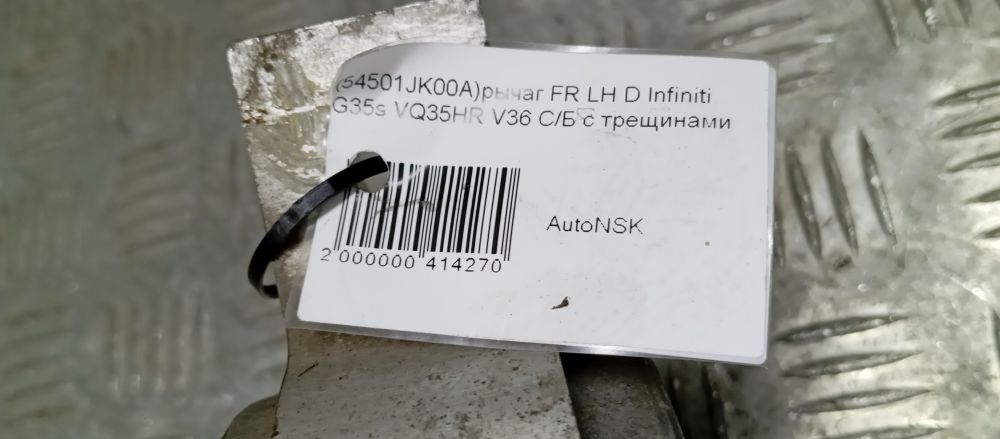 (54501JK00A)рычаг FR LH D Infiniti
G35s VQ35HR V36 С/Б с трещинами
AutoNSK
2 000000 414270